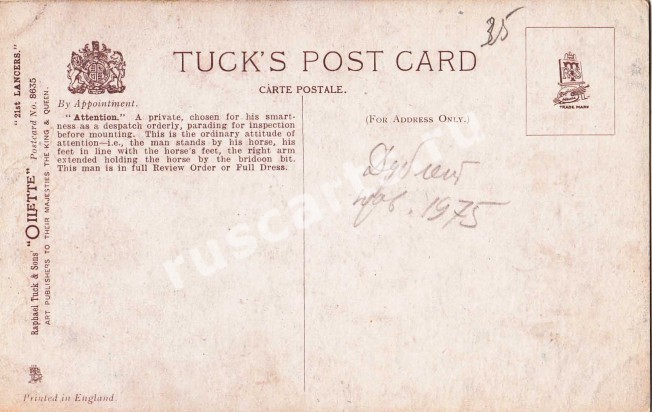 TUCK'S POST CARD
CARTE POSTALE.
By Appointment.
"Attention." A private, chosen for his smart-
ness as a despatch orderly, parading for inspection
before mounting. This is the ordinary attitude of
attention—i.e., the man stands by his horse, his
feet in line with the horse's feet, the right arm
extended holding the horse by the bridoon bit.
This man is in full Review Order or Full Dress.
(FOR ADDRESS ONLY.)
TRADE MARK
1975
"21st LANCERS."
Raphael Tuck & Sons' "OILETTE" Postcard No. 8635
ART PUBLISHERS TO THEIR MAJESTIES THE KING & QUEEN.
Printed in England.